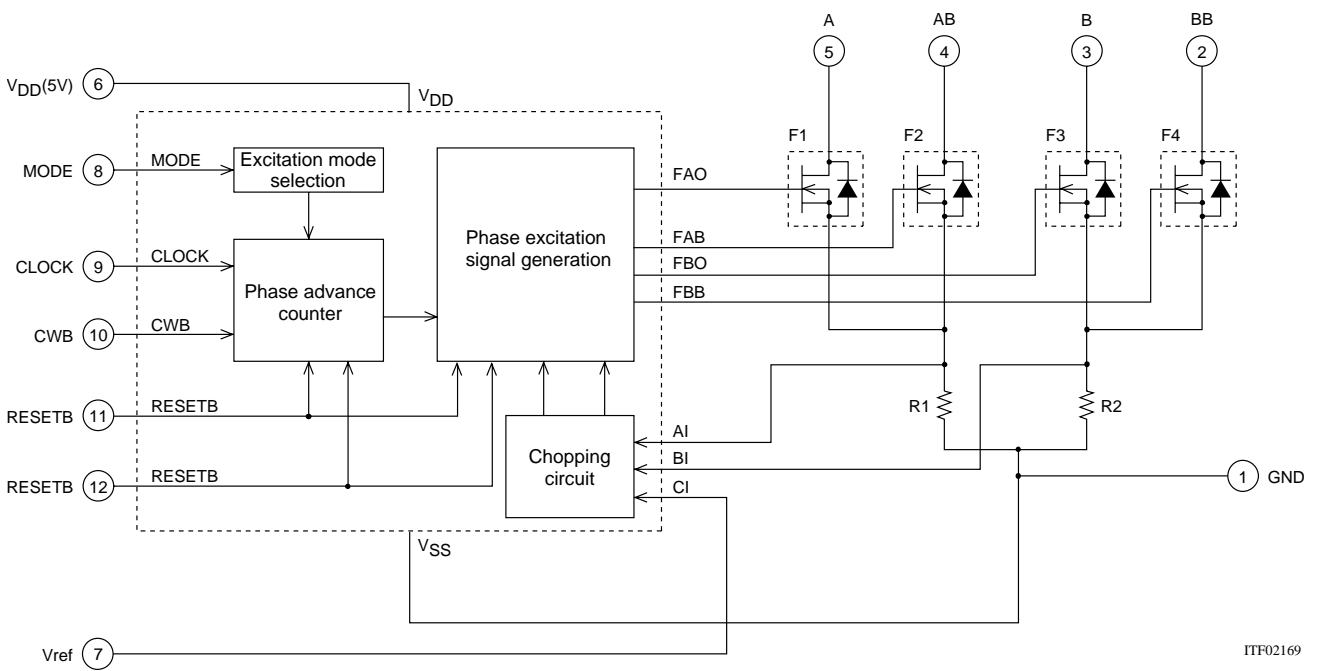 A
AB
B
BB
5
4
3
2
VDD(5V)
6
VDD
F1
F2
F3
F4
MODE
8
MODE
Excitation mode
selection
FAO
Phase excitation
signal generation
FAB
FBO
FBB
CLOCK
9
CLOCK
Phase advance
counter
CWB
10
CWB
RESETB
11
RESETB
R1
R2
AI
BI
CI
Chopping
circuit
RESETB
12
RESETB
1
GND
VSS
Vref
7
ITF02169